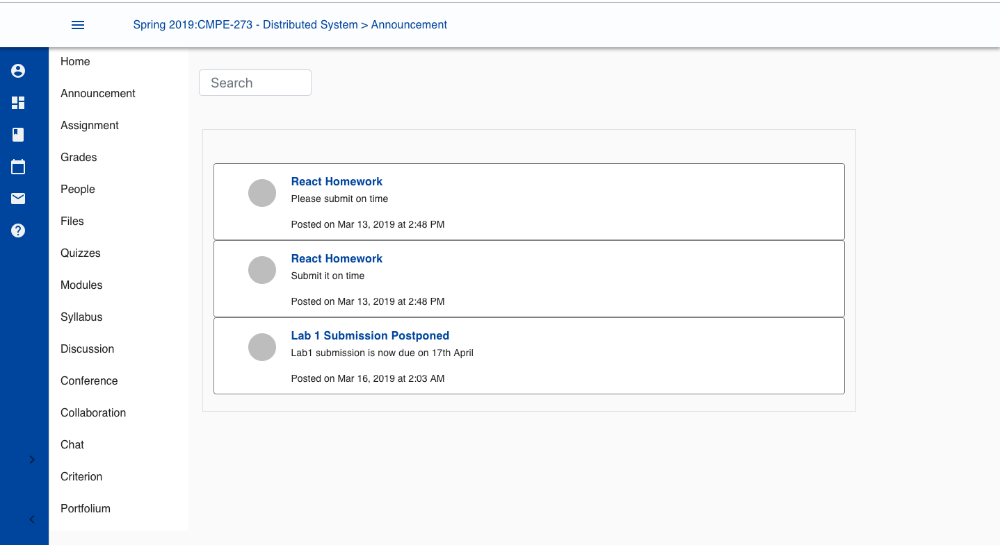 Spring 2019:CMPE-273 - Distributed System > Announcement
Home
Announcement
Assignment
Grades
People
Files
Quizzes
Modules
Syllabus
Discussion
Conference
Collaboration
Chat
Criterion
Portfolium
Search
React Homework
Please submit on time
Posted on Mar 13, 2019 at 2:48 PM
React Homework
Submit it on time
Posted on Mar 13, 2019 at 2:48 PM
Lab 1 Submission Postponed
Lab1 submission is now due on 17th April
Posted on Mar 16, 2019 at 2:03 AM